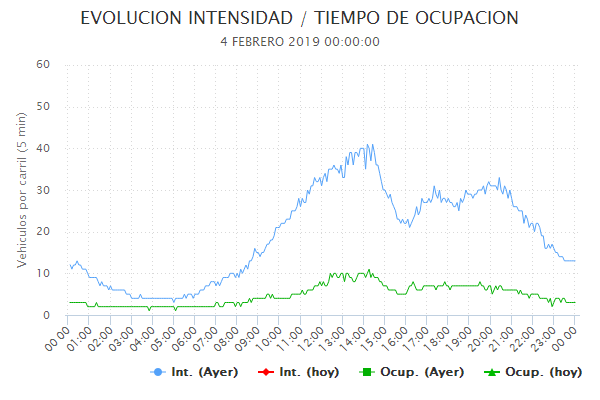 EVOLUCION INTENSIDAD / TIEMPO DE OCUPACION
4 FEBRERO 2019 00:00:00
Vehiculos por carril (5 min)
60
50
40
30
20
10
0
00:00 01:00 02:00 03:00 04:00 05:00 06:00 07:00 08:00 09:00 10:00 11:00 12:00 13:00 14:00 15:00 16:00 17:00 18:00 19:00 20:00 21:00 22:00 23:00 00:00
Int. (Ayer) Int. (hoy) Ocup. (Ayer) Ocup. (hoy)